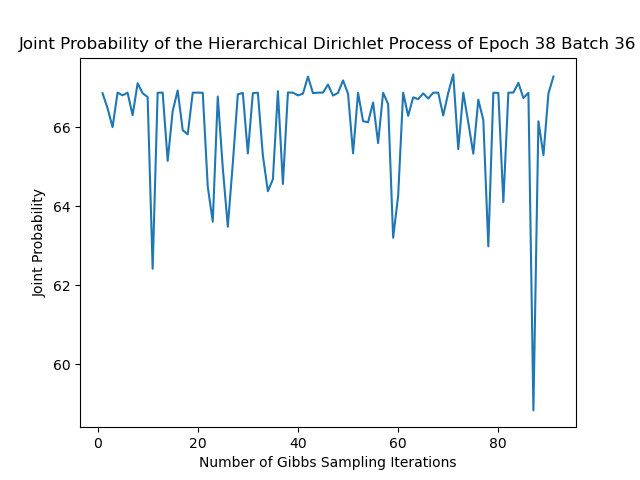 Joint Probability of the Hierarchical Dirichlet Process of Epoch 38 Batch 36
Joint Probability
66
64
62
60
0 20 40 60 80
Number of Gibbs Sampling Iterations